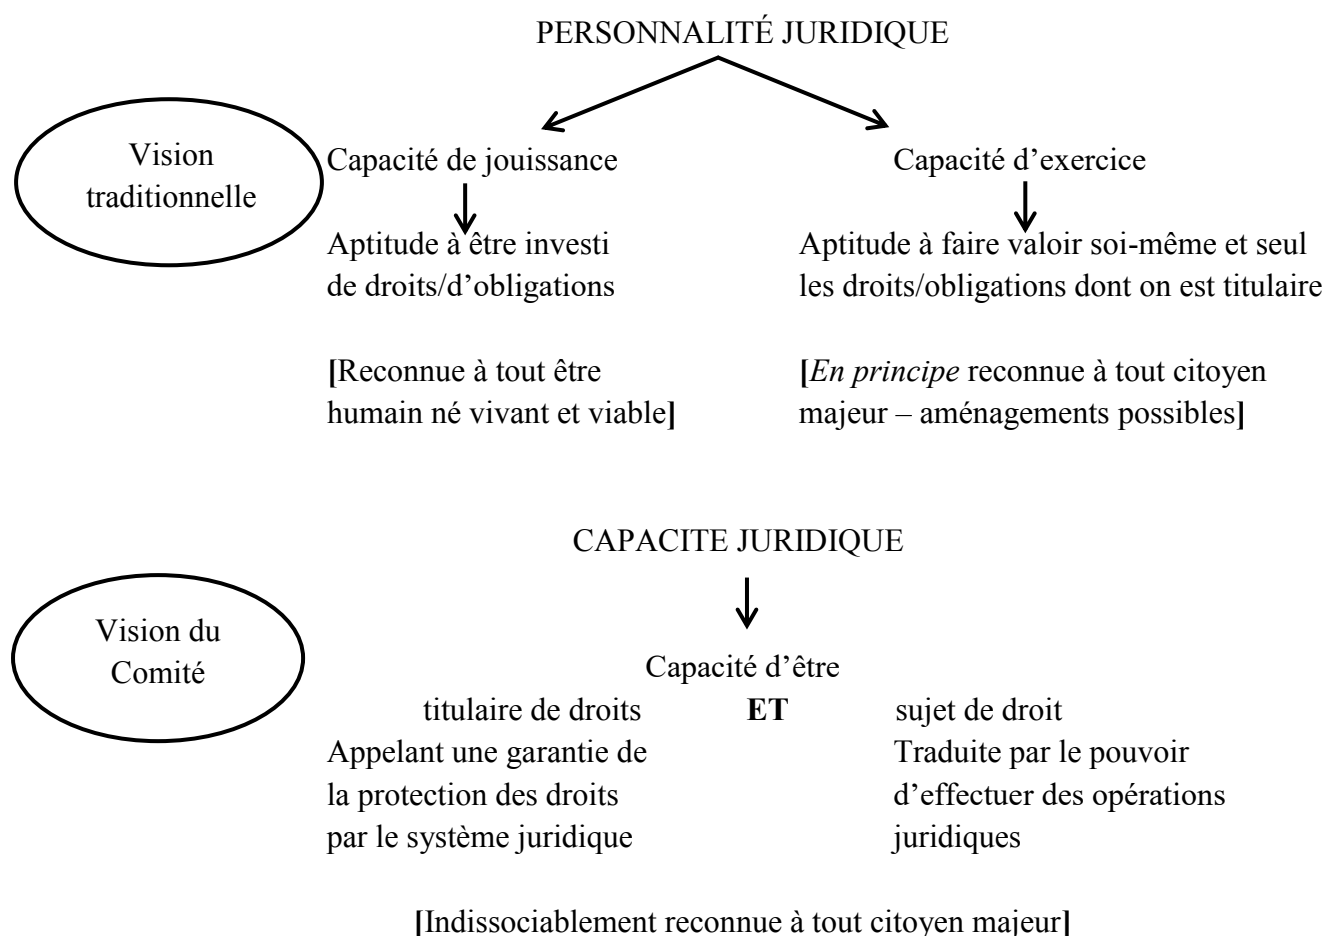 PERSONNALITÉ JURIDIQUE
Vision
traditionnelle
Capacité de jouissance
Aptitude à être investi
de droits/d’obligations
[Reconnue à tout être
humain né vivant et viable]
Capacité d’exercice
Aptitude à faire valoir soi-même et seul
les droits/obligations dont on est titulaire
[En principe reconnue à tout citoyen
majeur – aménagements possibles]
CAPACITE JURIDIQUE
Vision du
Comité
Capacité d’être
titulaire de droits
Appelant une garantie de
la protection des droits
par le système juridique
ET
sujet de droit
Traduite par le pouvoir
d’effectuer des opérations
juridiques
[Indissociablement reconnue à tout citoyen majeur]